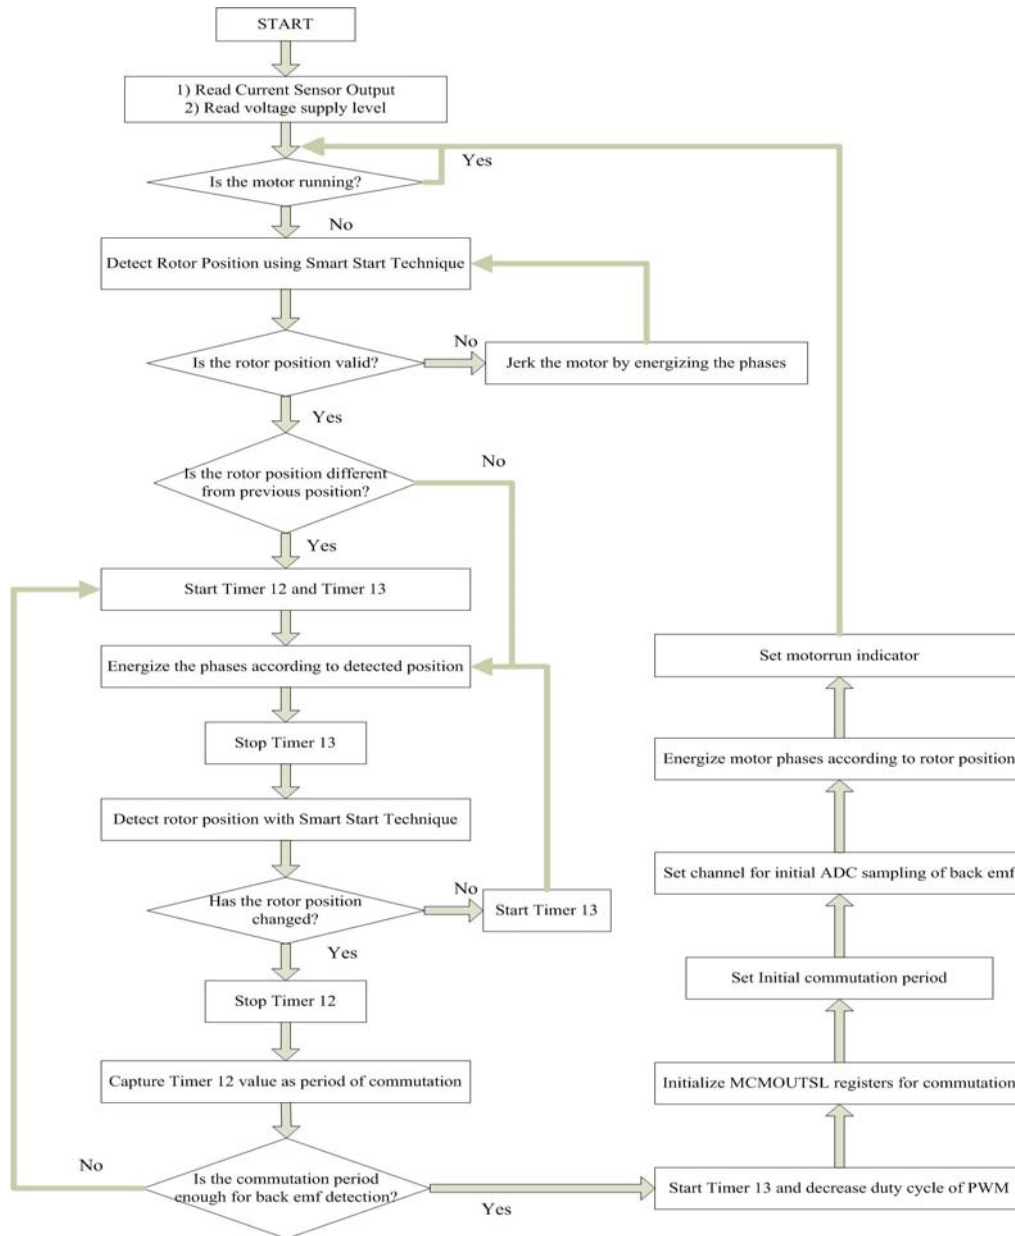 START
1) Read Current Sensor Output
2) Read voltage supply level
Yes
Is the motor running?
No
Detect Rotor Position using Smart Start Technique
No
Is the rotor position valid?
Jerk the motor by energizing the phases
Yes
Is the rotor position different
from previous position?
No
Yes
Start Timer 12 and Timer 13
Energize the phases according to detected position
Stop Timer 13
Detect rotor position with Smart Start Technique
Has the rotor position
changed?
No
Start Timer 13
Yes
Stop Timer 12
Capture Timer 12 value as period of commutation
No
Is the commutation period
enough for back emf detection?
Yes
Start Timer 13 and decrease duty cycle of PWM
Initialize MCMOUTSL registers for commutation
Set Initial commutation period
Set channel for initial ADC sampling of back emf
Energize motor phases according to rotor position
Set motorrun indicator